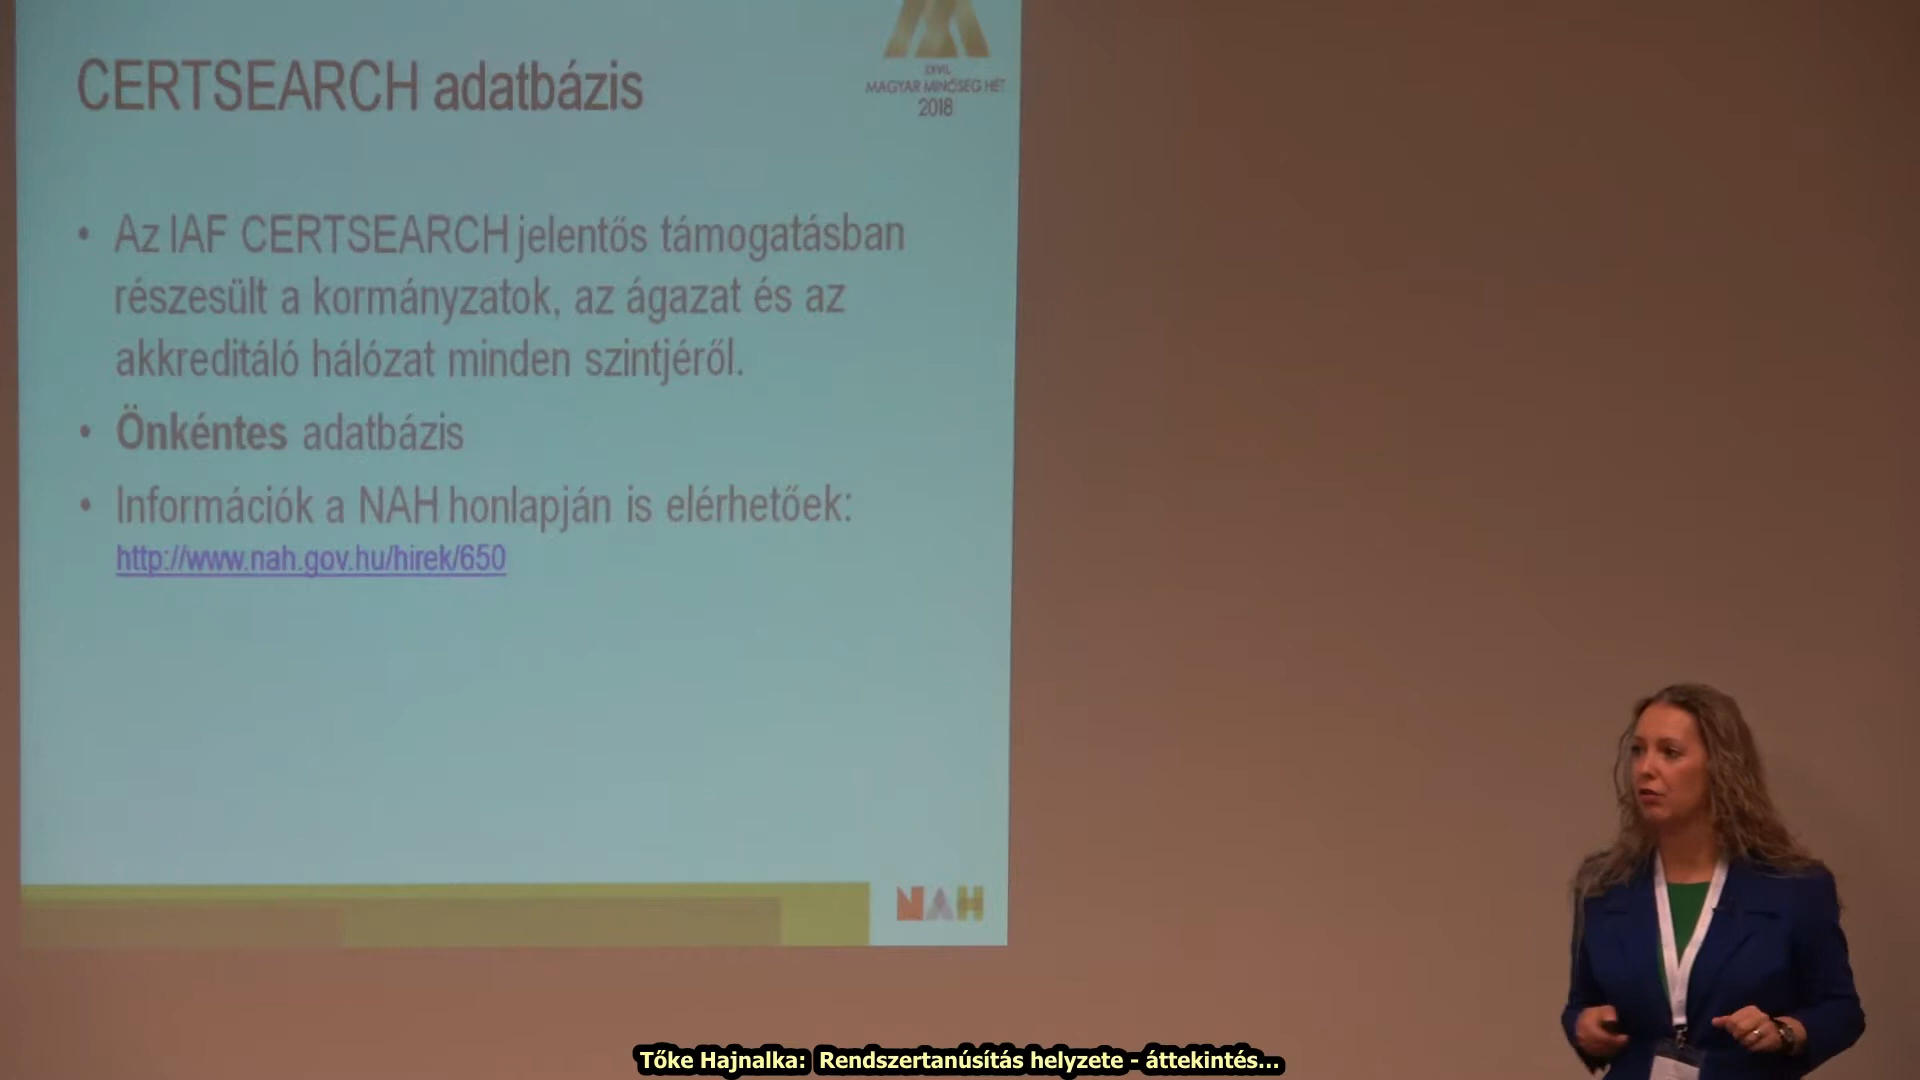 XXVII.
MAGYAR MINŐSÉG HÉT
2018
CERTSEARCH adatbázis
• Az IAF CERTSEARCH jelentős támogatásban
részesült a kormányzatok, az ágazat és az
akkreditáló hálózat minden szintjéről.
• Önkéntes adatbázis
• Információk a NAH honlapján is elérhetőek:
http://www.nah.gov.hu/hirek/650
NAH
Tőke Hajnalka: Rendszertanúsítás helyzete - áttekintés...